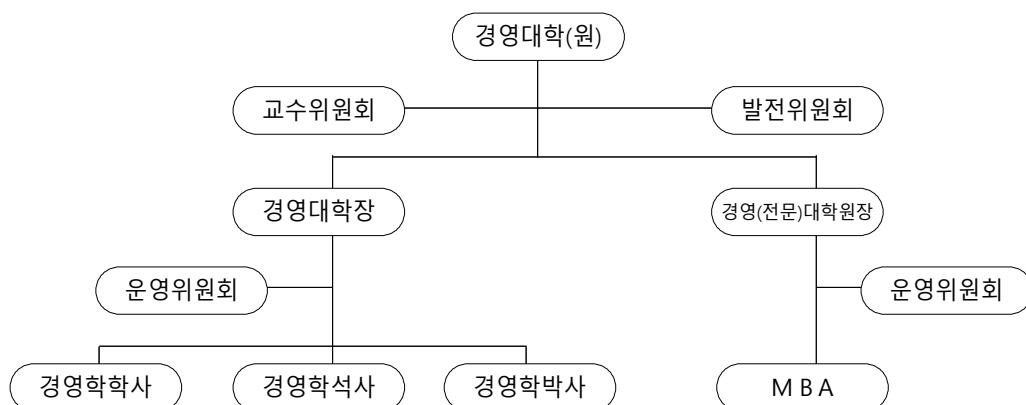 경영대학(원)
교수위원회
발전위원회
경영대학장
경영(전문)대학원장
운영위원회
운영위원회
경영학학사
경영학석사
경영학박사
M B A